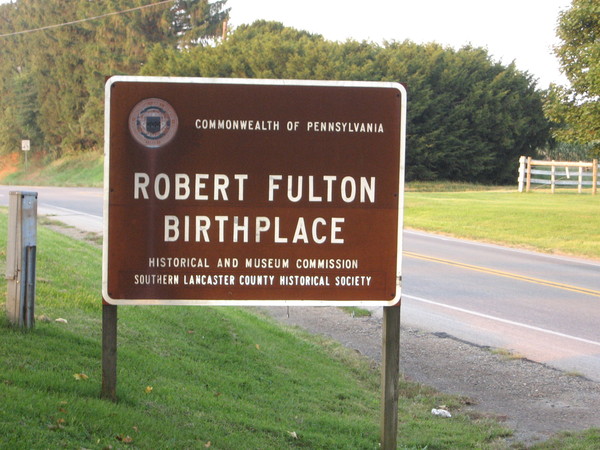 COMMONWEALTH OF PENNSYLVANIA
ROBERT FULTON
BIRTHPLACE
HISTORICAL AND MUSEUM COMMISSION
SOUTHERN LANCASTER COUNTY HISTORICAL SOCIETY